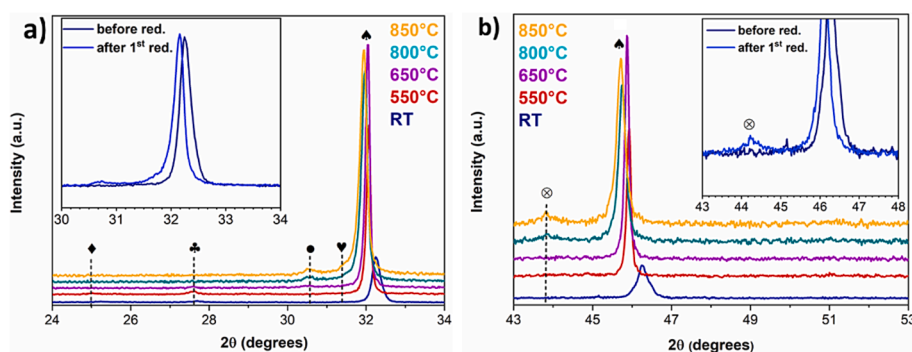 a)
before red.
after 1st red.
30 31 32 33 34
♠
850°C
800°C
650°C
550°C
RT
♦ ♣ ● ♥
Intensity (a.u.)
24 26 28 30 32 34
2θ (degrees)
b)
850°C
800°C
650°C
550°C
RT
♠
before red.
after 1st red.
⊗
43 44 45 46 47 48
⊗
Intensity (a.u.)
43 45 47 49 51 53
2θ (degrees)